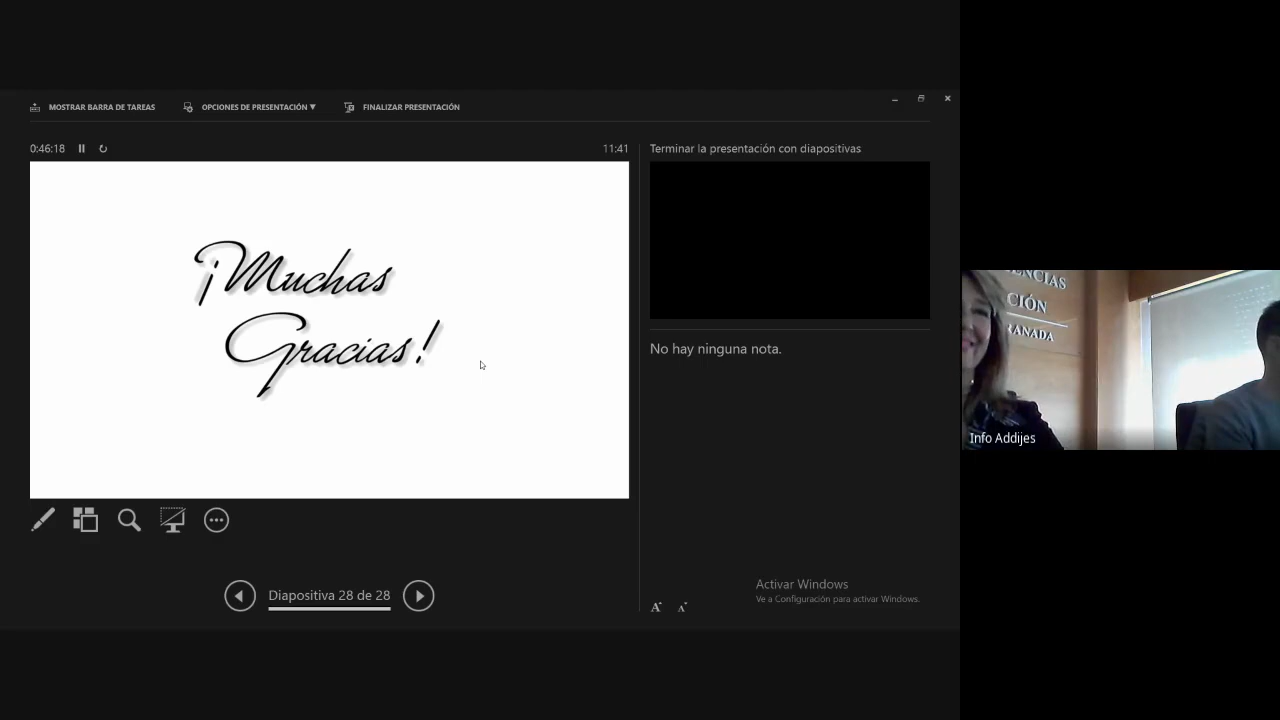 MOSTRAR BARRA DE TAREAS
OPCIONES DE PRESENTACIÓN
FINALIZAR PRESENTACIÓN
0:46:18
11:41
Terminar la presentación con diapositivas
¡Muchas
Gracias!
No hay ninguna nota.
CIÓN
Info Addijes
Activar Windows
Ve a Configuración para activar Windows.
Diapositiva 28 de 28
A
A